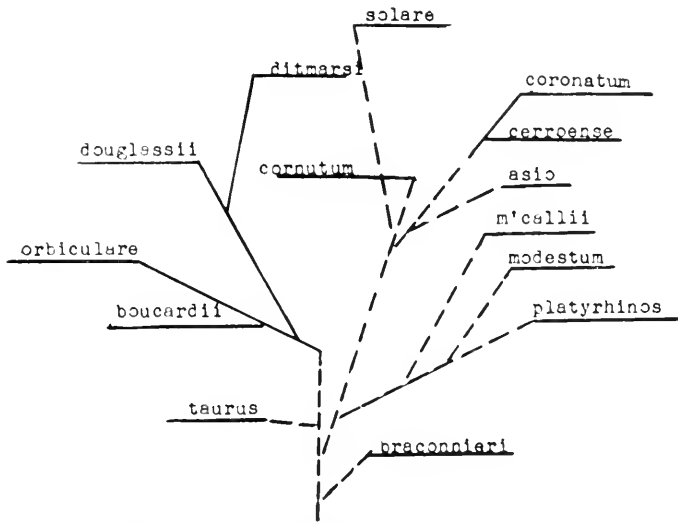 solare
ditmarsi
coronatum
cerroense
douglassii
cornutum
asio
m'callii
orbiculare
modestum
boucardii
platyrhinos
taurus
braconnieri